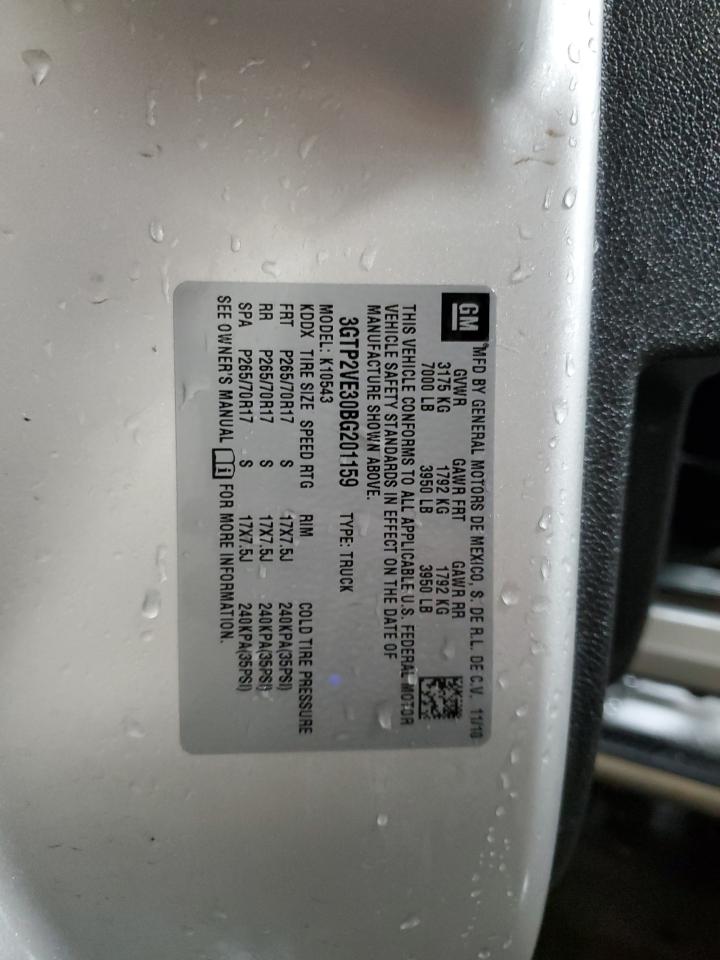 GM MFD BY GENERAL MOTORS DE MEXICO, S. DE R.L. DE C.V. 11/10
GVWR GAWR FRT GAWR RR
3175 KG 1792 KG 1792 KG
7000 LB 3950 LB 3950 LB
THIS VEHICLE CONFORMS TO ALL APPLICABLE U.S. FEDERAL MOTOR
VEHICLE SAFETY STANDARDS IN EFFECT ON THE DATE OF
MANUFACTURE SHOWN ABOVE.
3GTP2VE30BG201159 TYPE: TRUCK
MODEL: K10543
KDDX TIRE SIZE SPEED RTG RIM COLD TIRE PRESSURE
FRT P265/70R17 S 17X7.5J 240KPA(35PSI)
RR P265/70R17 S 17X7.5J 240KPA(35PSI)
SPA P265/70R17 S 17X7.5J 240KPA(35PSI)
SEE OWNER'S MANUAL i FOR MORE INFORMATION.